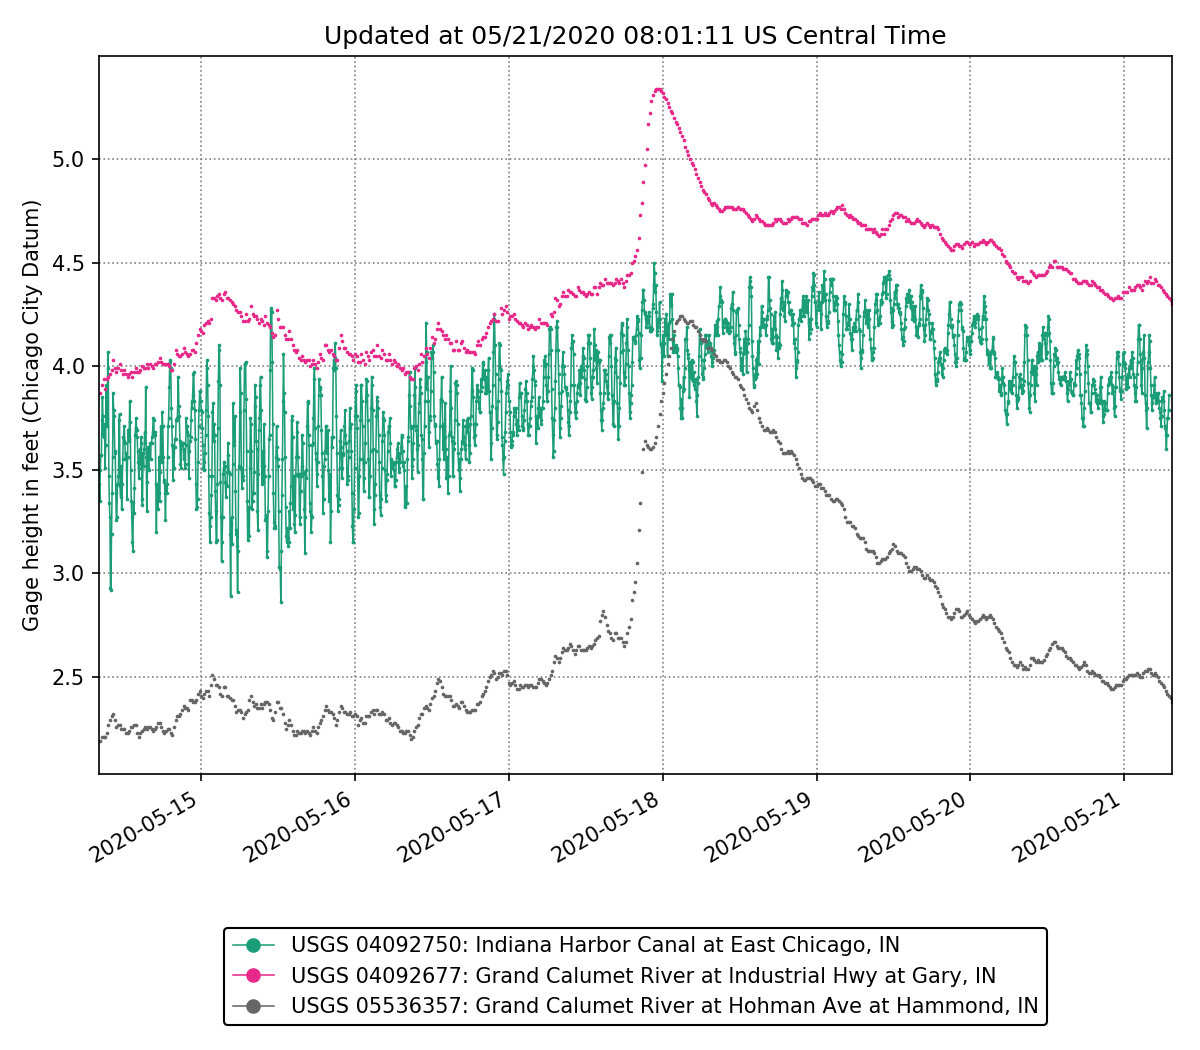 Updated at 05/21/2020 08:01:11 US Central Time
Gage height in feet (Chicago City Datum)
5.0
4.5
4.0
3.5
3.0
2.5
2020-05-15
2020-05-16
2020-05-17
2020-05-18
2020-05-19
2020-05-20
2020-05-21
USGS 04092750: Indiana Harbor Canal at East Chicago, IN
USGS 04092677: Grand Calumet River at Industrial Hwy at Gary, IN
USGS 05536357: Grand Calumet River at Hohman Ave at Hammond, IN